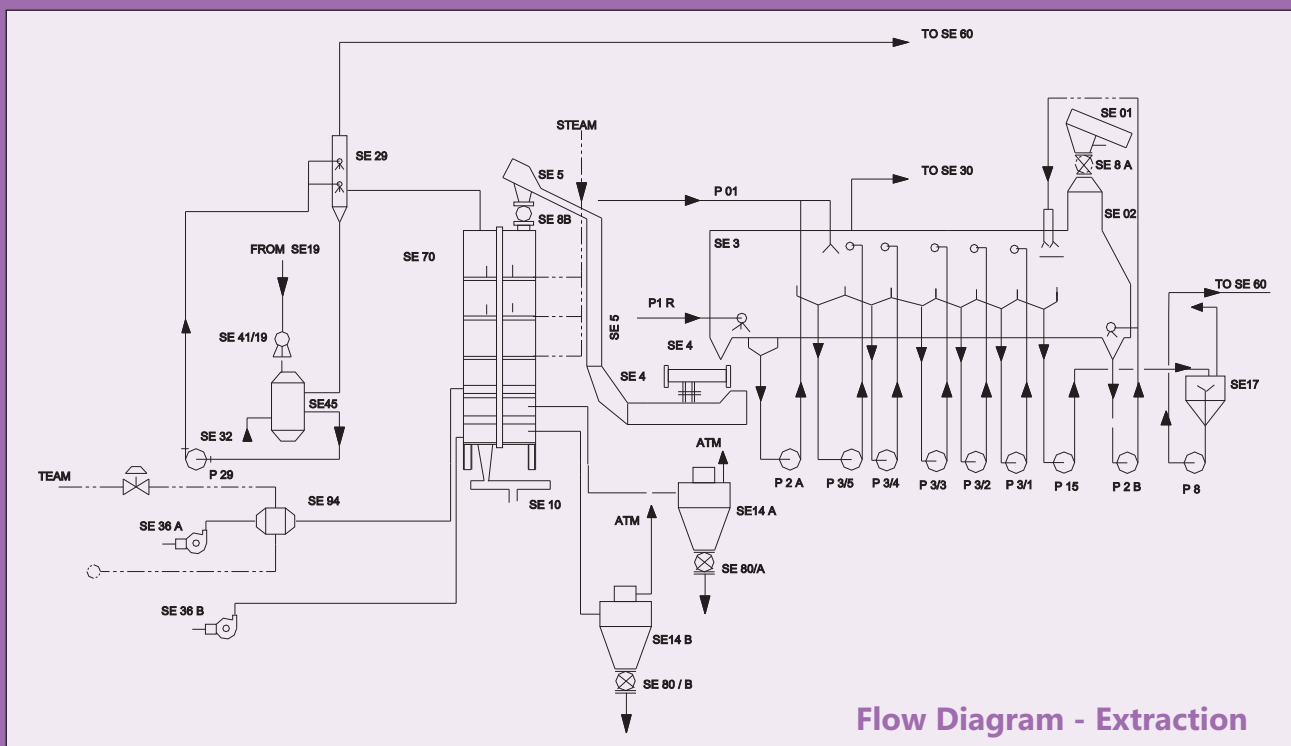 TO SE 60
SE 01
STEAM
SE 29
SE 8 A
SE 5
TO SE 30
P 01
SE 8B
SE 02
FROM SE19
SE 70
SE 3
TO SE 60
P1 R
SE 5
SE 41/19
SE 4
SE 4
SE17
SE45
SE 32
ATM
P 29
TEAM
P 2 A
P 3/5
P 3/4
P 3/3
P 3/2
P 3/1
P 15
P 2 B
P 8
SE 94
SE 10
SE14 A
SE 36 A
ATM
SE 80/A
SE 36 B
SE14 B
SE 80 / B
Flow Diagram - Extraction